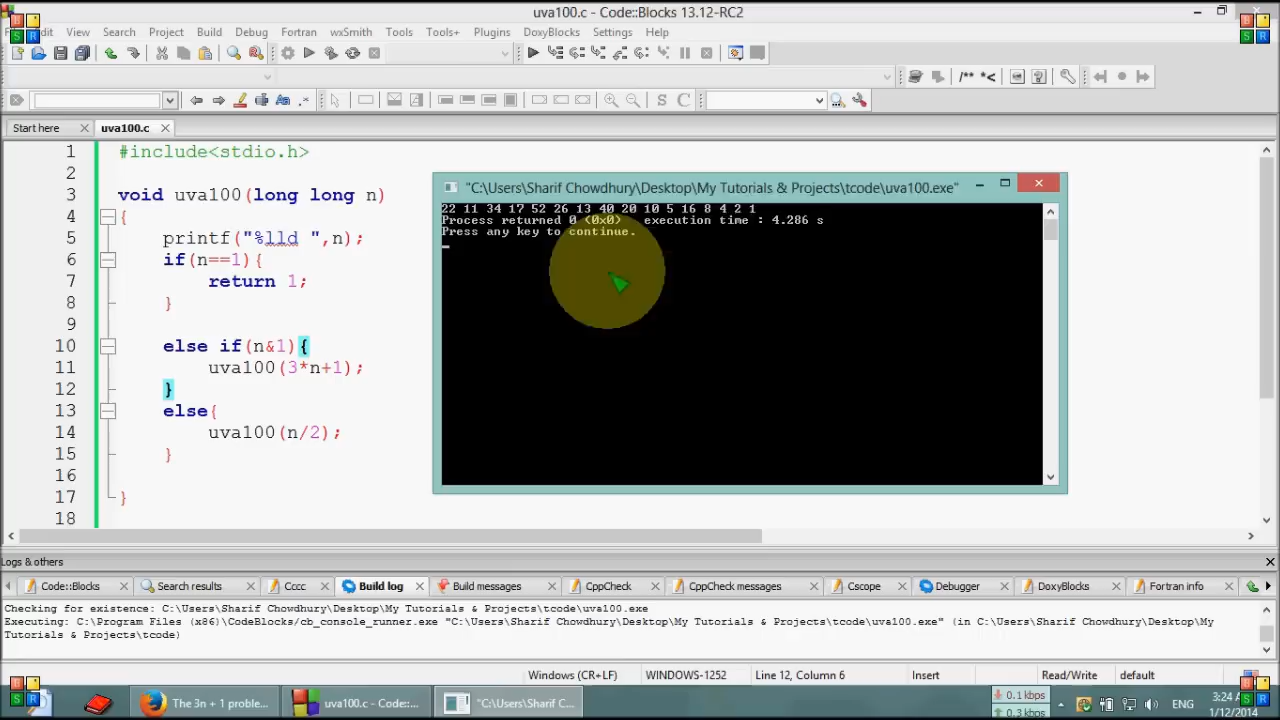 uva100.c - Code::Blocks 13.12-RC2
View Search Project Build Debug Fortran wxSmith Tools Tools+ Plugins DoxyBlocks Settings Help
Start here
uva100.c
1 #include<stdio.h>
2
3 void uva100(long long n)
4 {
5 printf("%lld ",n);
6 if(n==1){
7 return 1;
8 }
9
10 else if(n&1){
11 uva100(3*n+1);
12 }
13 else{
14 uva100(n/2);
15 }
16
17 }
18
"C:\Users\Sharif Chowdhury\Desktop\My Tutorials & Projects\tcode\uva100.exe"
22 11 34 17 52 26 13 40 20 10 5 16 8 4 2 1
Process returned 0 (0x0) execution time : 4.286 s
Press any key to continue.
Logs & others
Code::Blocks Search results Cccc Build log Build messages CppCheck CppCheck messages Cscope Debugger DoxyBlocks Fortran info
Checking for existence: C:\Users\Sharif Chowdhury\Desktop\My Tutorials & Projects\tcode\uva100.exe
Executing: C:\Program Files (x86)\CodeBlocks/cb_console_runner.exe "C:\Users\Sharif Chowdhury\Desktop\My Tutorials & Projects\tcode\uva100.exe" (in C:\Users\Sharif Chowdhury\Desktop\My
Tutorials & Projects\tcode)
Windows (CR+LF) WINDOWS-1252 Line 12, Column 6 Insert Read/Write default
The 3n + 1 proble...
uva100.c - Code::...
"C:\Users\Sharif C...
0.1 kbps
0.3 kbps
ENG
3:24 AM
1/12/2014